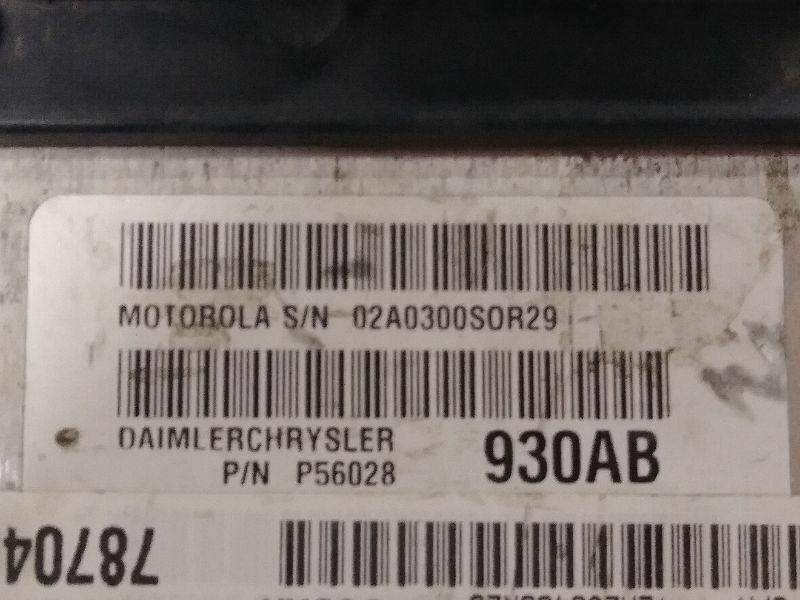 MOTOROLA S/N 02A0300SOR29
DAIMLERCHRYSLER
P/N P56028 930AB
78704